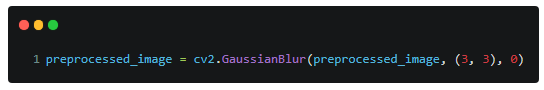 1 preprocessed_image = cv2.GaussianBlur(preprocessed_image, (3, 3), 0)